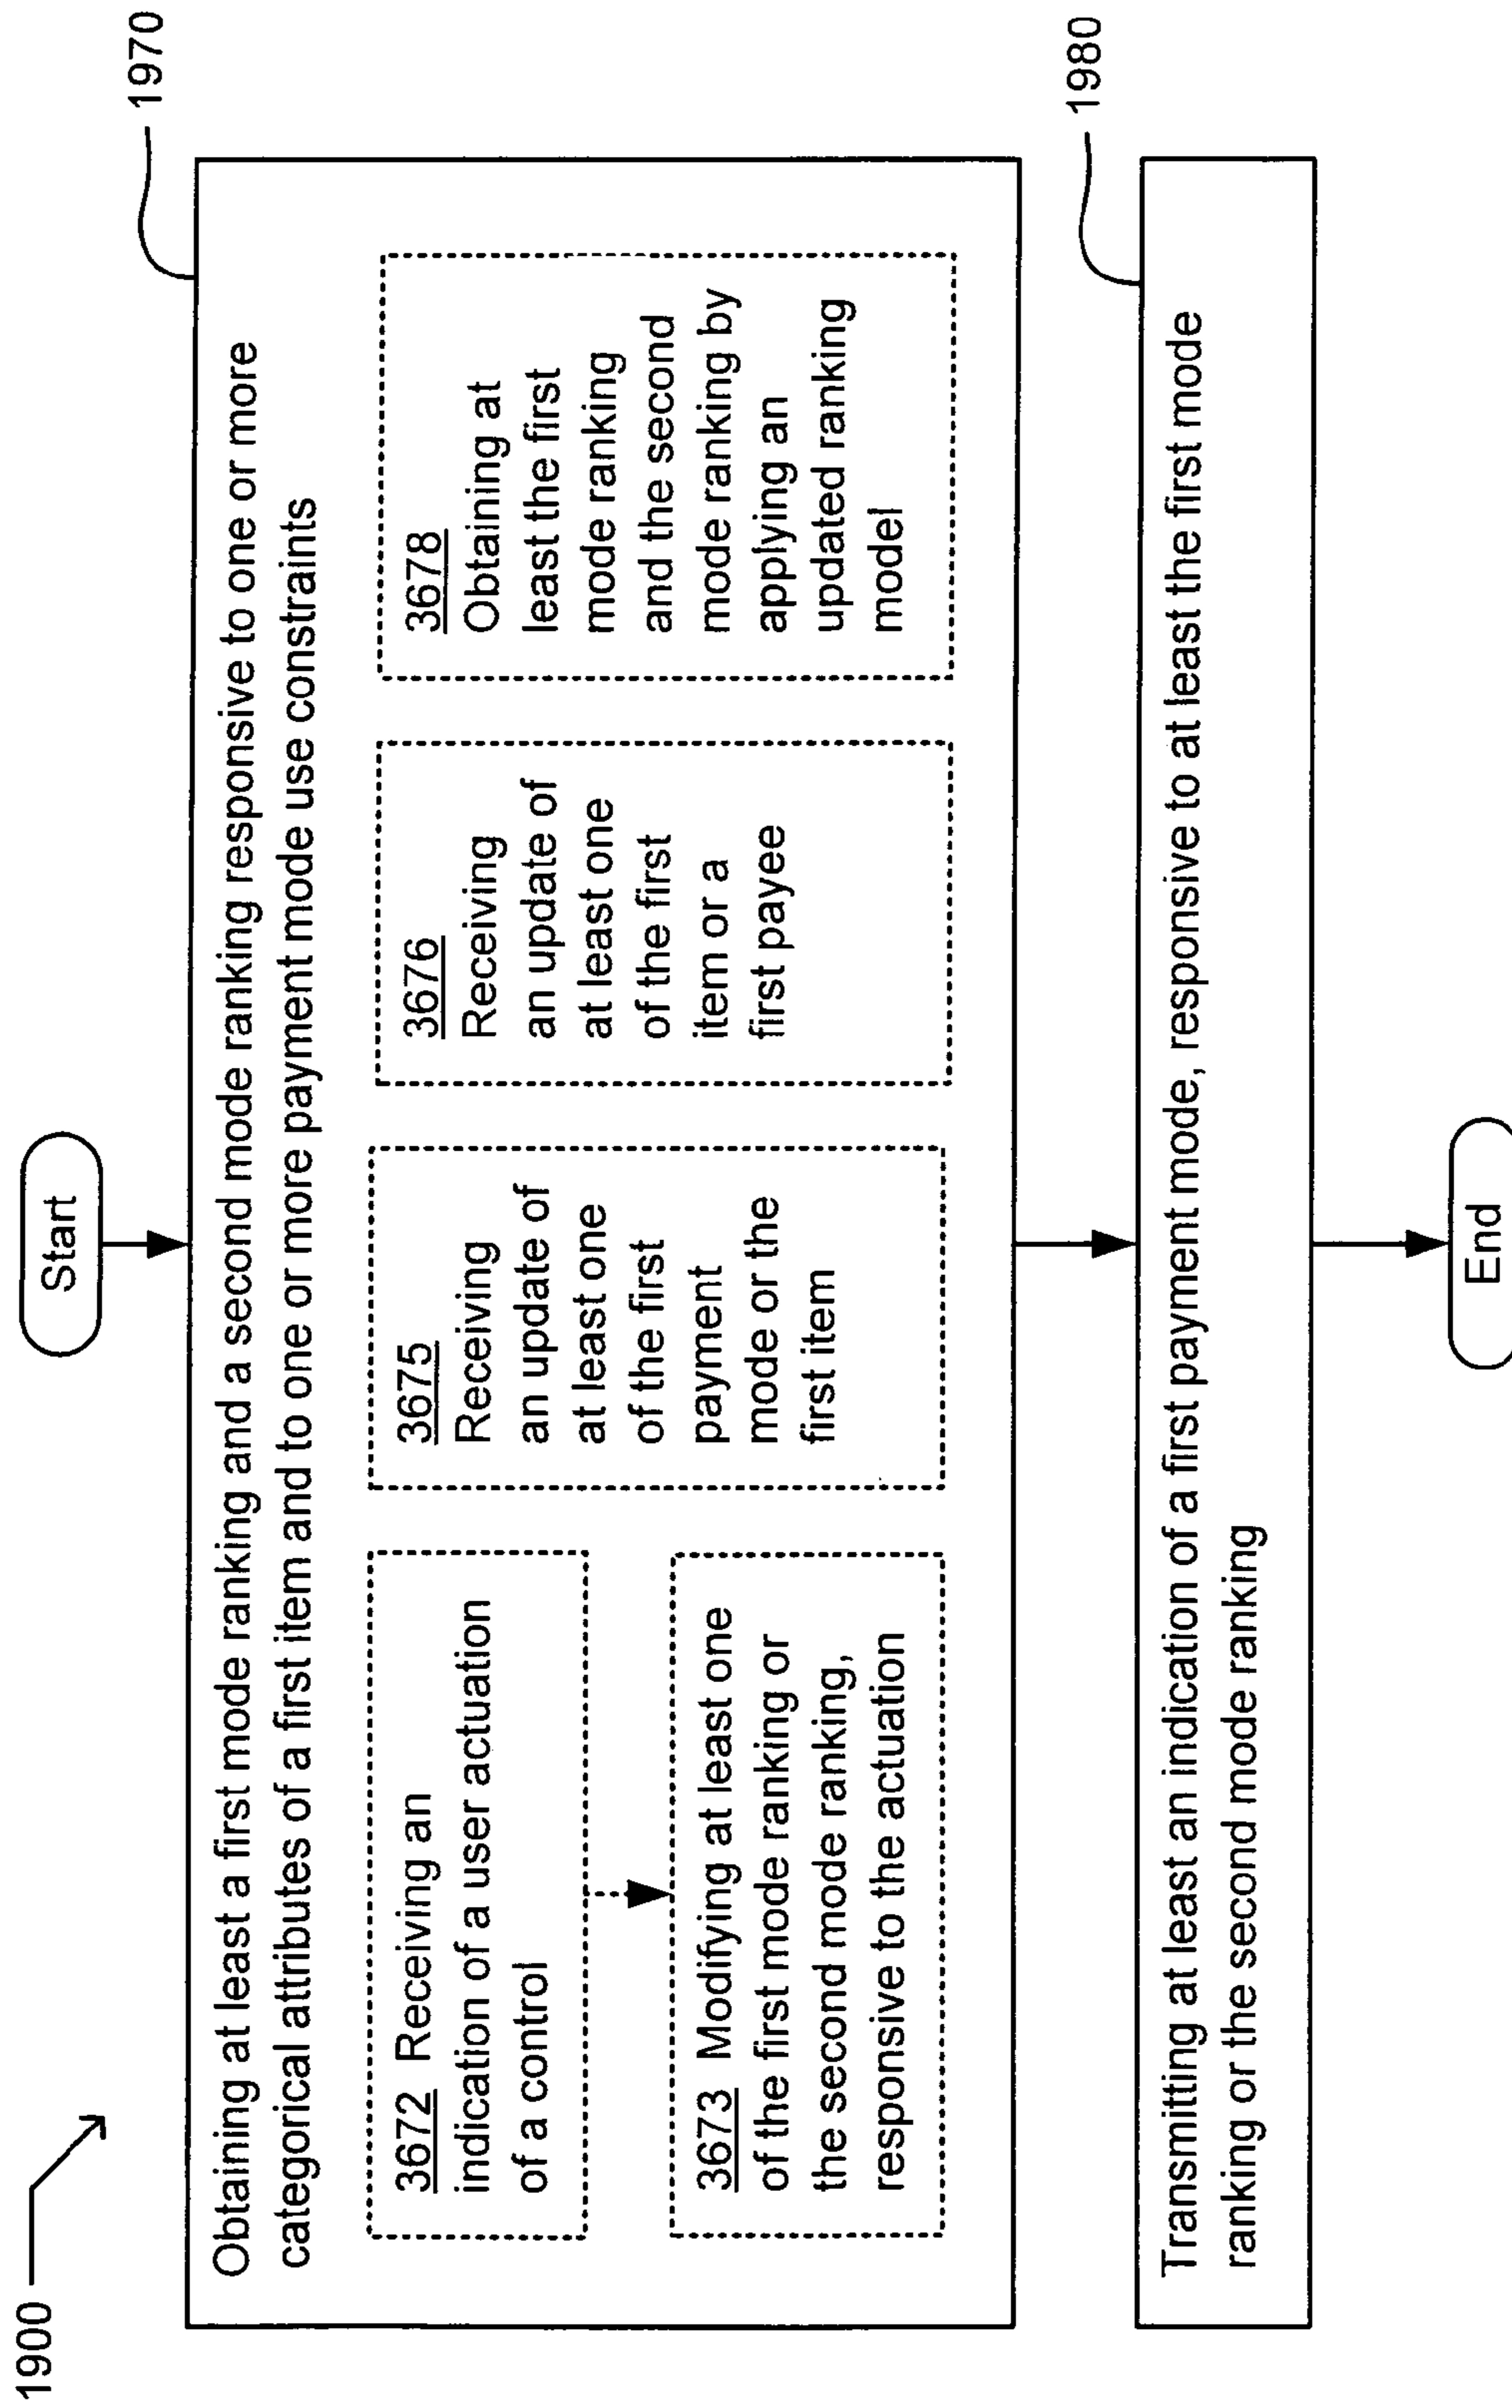 1900
Start
1970
Obtaining at least a first mode ranking and a second mode ranking responsive to one or more
categorical attributes of a first item and to one or more payment mode use constraints
3672 Receiving an
indication of a user actuation
of a control
3673 Modifying at least one
of the first mode ranking or
the second mode ranking,
responsive to the actuation
3675
Receiving
an update of
at least one
of the first
payment
mode or the
first item
3676
Receiving
an update of
at least one
of the first
item or a
first payee
3678
Obtaining at
least the first
mode ranking
and the second
mode ranking by
applying an
updated ranking
model
1980
Transmitting at least an indication of a first payment mode, responsive to at least the first mode
ranking or the second mode ranking
End